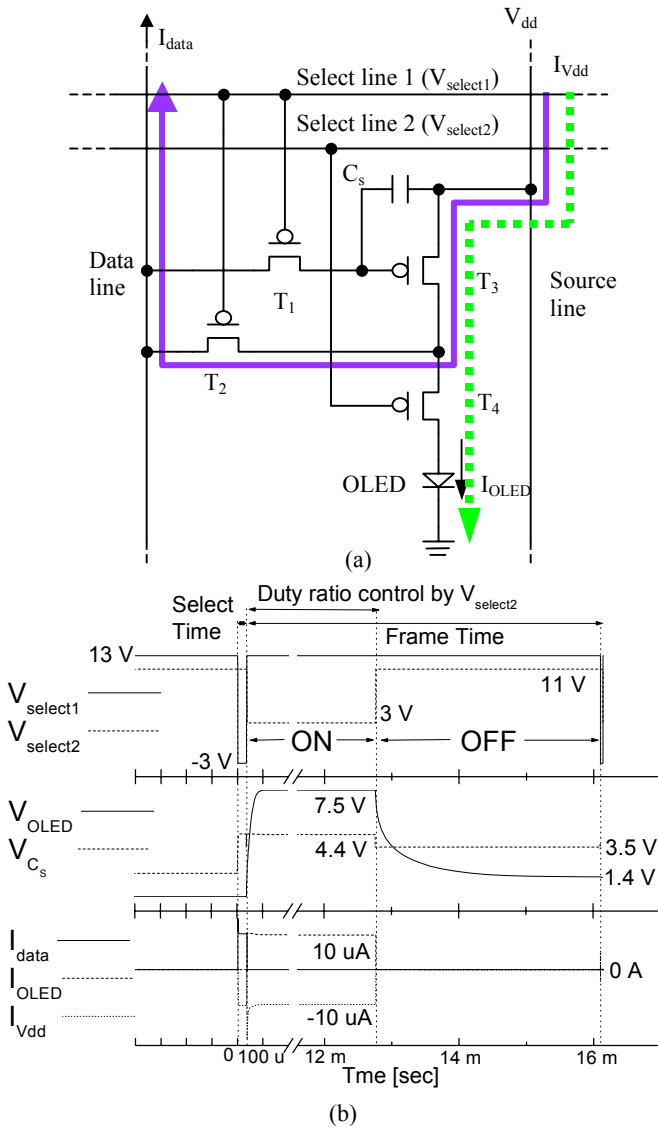 I_data
V_dd
I_Vdd
Select line 1 (V_select1)
Select line 2 (V_select2)
C_s
Data line
T_1
T_3
Source line
T_2
T_4
OLED
I_OLED
(a)
Duty ratio control by V_select2
Select Time
Frame Time
13 V
11 V
V_select1
V_select2
3 V
-3 V
ON
OFF
V_OLED
7.5 V
V_Cs
4.4 V
3.5 V
1.4 V
I_data
10 uA
0 A
I_OLED
I_Vdd
-10 uA
0 100 u 12 m 14 m 16 m
Tme [sec]
(b)